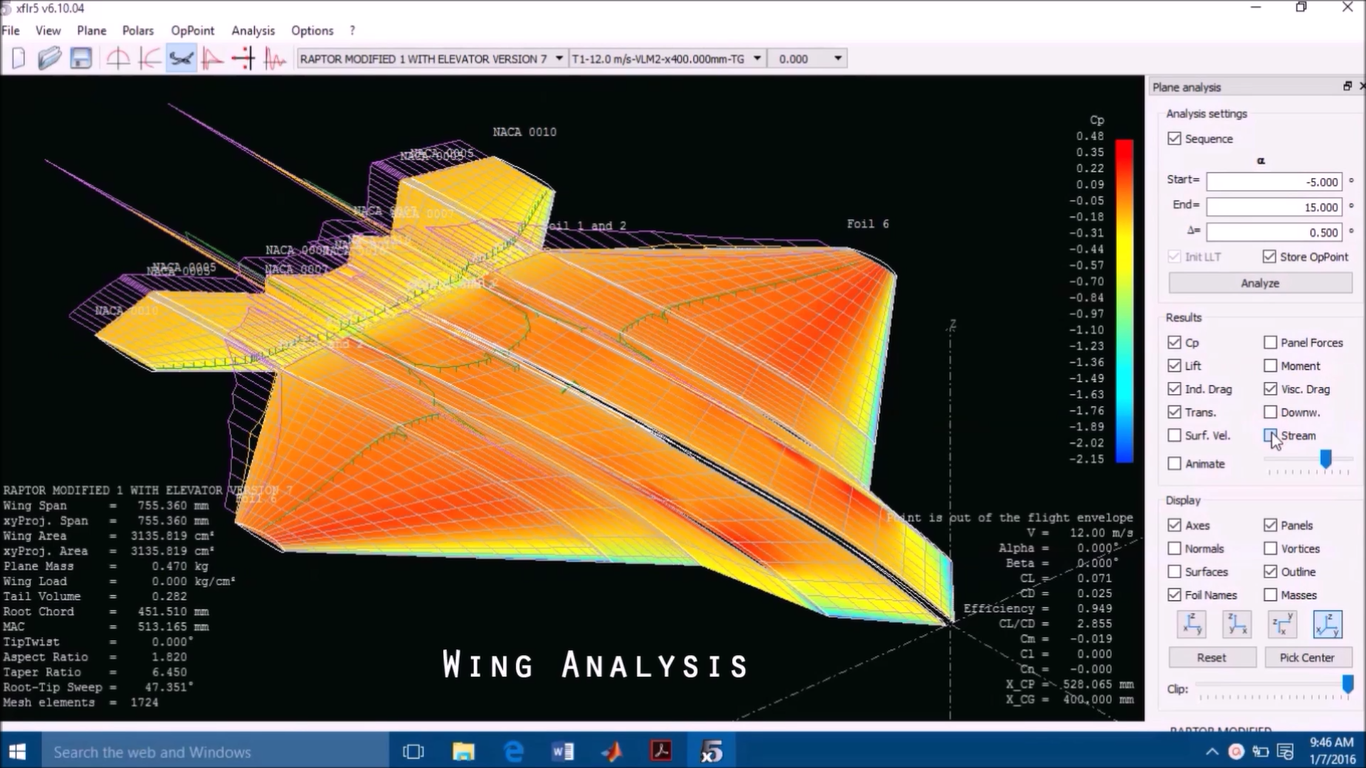 xflr5 v6.10.04
File View Plane Polars OpPoint Analysis Options ?
RAPTOR MODIFIED 1 WITH ELEVATOR VERSION 7 T1-12.0 m/s-VLM2-x400.000mm-TG 0.000
Plane analysis
Analysis settings
Sequence
α
Start= -5.000 °
End= 15.000 °
Δ= 0.500 °
Init LLT Store OpPoint
Analyze
Results
Cp Panel Forces
Lift Moment
Ind. Drag Visc. Drag
Trans. Downw.
Surf. Vel. Stream
Animate
Display
Axes Panels
Normals Vortices
Surfaces Outline
Foil Names Masses
Reset Pick Center
Clip:
NACA 0010
NACA 0005
NACA 0007
Foil 6
NACA 0005
NACA 0007
NACA 0010
Foil 6
Z
Cp
0.48
0.35
0.22
0.09
-0.05
-0.18
-0.31
-0.44
-0.57
-0.70
-0.84
-0.97
-1.10
-1.23
-1.36
-1.49
-1.63
-1.76
-1.89
-2.02
-2.15
RAPTOR MODIFIED 1 WITH ELEVATOR VERSION 7
Wing Span = 755.360 mm
xyProj. Span = 755.360 mm
Wing Area = 3135.819 cm²
xyProj. Area = 3135.819 cm²
Plane Mass = 0.470 kg
Wing Load = 0.000 kg/cm²
Tail Volume = 0.282
Root Chord = 451.510 mm
MAC = 513.165 mm
TipTwist = 0.000°
Aspect Ratio = 1.820
Taper Ratio = 6.450
Root-Tip Sweep = 47.351°
Mesh elements = 1724
Point is out of the flight envelope
V = 12.00 m/s
Alpha = 0.000°
Beta = 0.000°
CL = 0.071
CD = 0.025
Efficiency = 0.949
CL/CD = 2.855
Cm = -0.019
Cl = 0.000
Cn = -0.000
X_CP = 528.065 mm
X_CG = 400.000 mm
WING ANALYSIS
Search the web and Windows
9:46 AM
1/7/2016